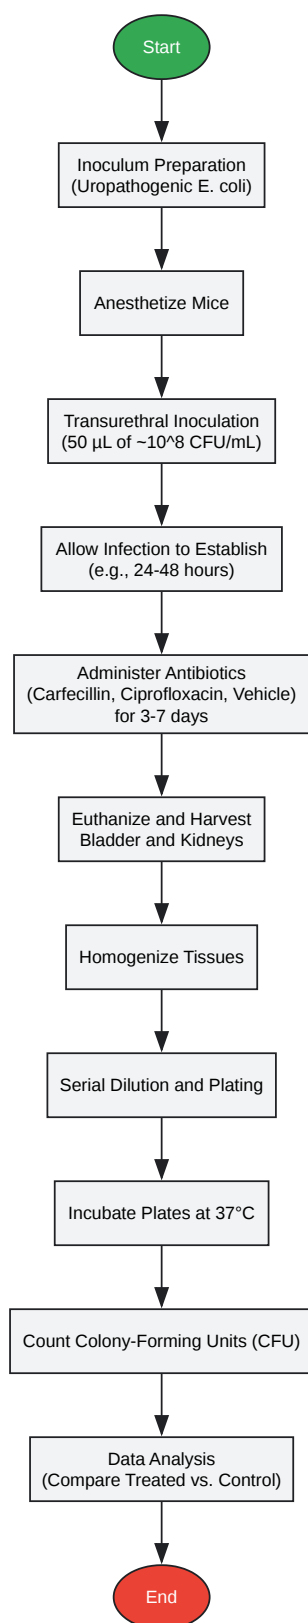 Start
Inoculum Preparation
(Uropathogenic E. coli)
Anesthetize Mice
Transurethral Inoculation
(50 µL of ~10^8 CFU/mL)
Allow Infection to Establish
(e.g., 24-48 hours)
Administer Antibiotics
(Carfecillin, Ciprofloxacin, Vehicle)
for 3-7 days
Euthanize and Harvest
Bladder and Kidneys
Homogenize Tissues
Serial Dilution and Plating
Incubate Plates at 37°C
Count Colony-Forming Units (CFU)
Data Analysis
(Compare Treated vs. Control)
End